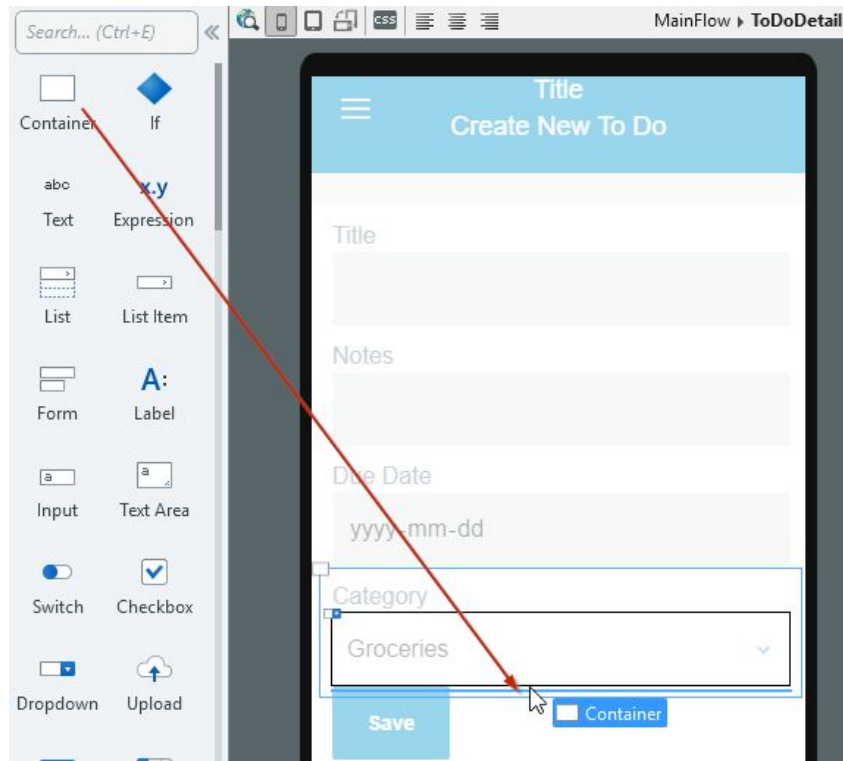 Search... (Ctrl+E)
css
MainFlow ToDoDetail
Container
If
abc
x.y
Text
Expression
List
List Item
A:
Form
Label
a
a
Input
Text Area
Switch
Checkbox
Dropdown
Upload
Title
Create New To Do
Title
Notes
Due Date
yyyy-mm-dd
Category
Groceries
Save
Container